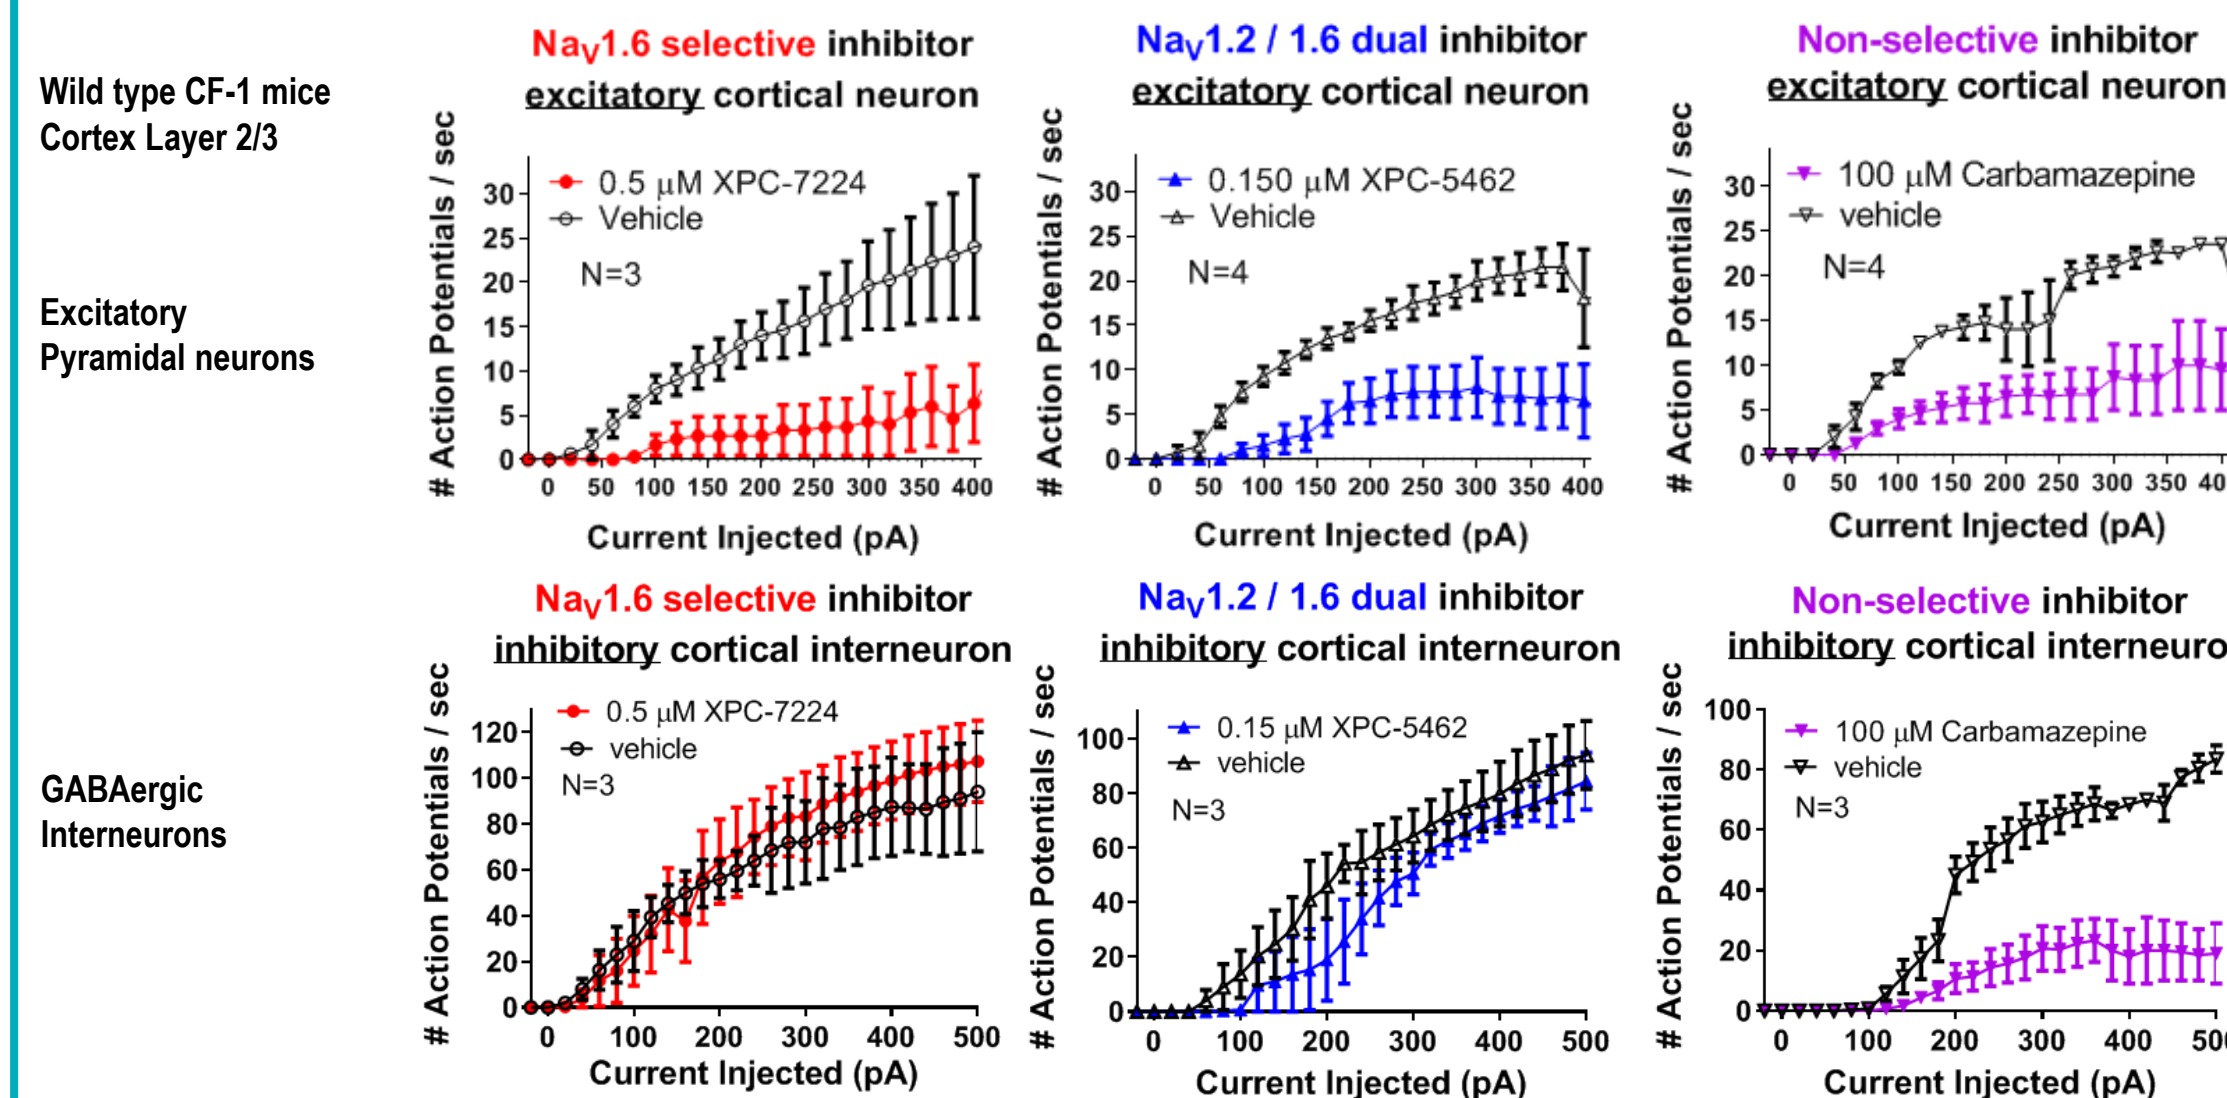 Wild type CF-1 mice
Cortex Layer 2/3
Excitatory
Pyramidal neurons
GABAergic
Interneurons
NaV1.6 selective inhibitor
excitatory cortical neuron
# Action Potentials / sec
0.5 μM XPC-7224
Vehicle
N=3
30
25
20
15
10
5
0
0 50 100 150 200 250 300 350 400
Current Injected (pA)
NaV1.2 / 1.6 dual inhibitor
excitatory cortical neuron
# Action Potentials / sec
0.150 μM XPC-5462
Vehicle
N=4
30
25
20
15
10
5
0
0 50 100 150 200 250 300 350 400
Current Injected (pA)
Non-selective inhibitor
excitatory cortical neuron
# Action Potentials / sec
100 μM Carbamazepine
vehicle
N=4
30
25
20
15
10
5
0
0 50 100 150 200 250 300 350 40
Current Injected (pA)
NaV1.6 selective inhibitor
inhibitory cortical interneuron
# Action Potentials / sec
0.5 μM XPC-7224
vehicle
N=3
120
100
80
60
40
20
0
0 100 200 300 400 500
Current Injected (pA)
NaV1.2 / 1.6 dual inhibitor
inhibitory cortical interneuron
# Action Potentials / sec
0.15 μM XPC-5462
vehicle
N=3
100
80
60
40
20
0
0 100 200 300 400 500
Current Injected (pA)
Non-selective inhibitor
inhibitory cortical interneuro
# Action Potentials / sec
100 μM Carbamazepine
vehicle
N=3
100
80
60
40
20
0
0 100 200 300 400 50
Current Injected (pA)